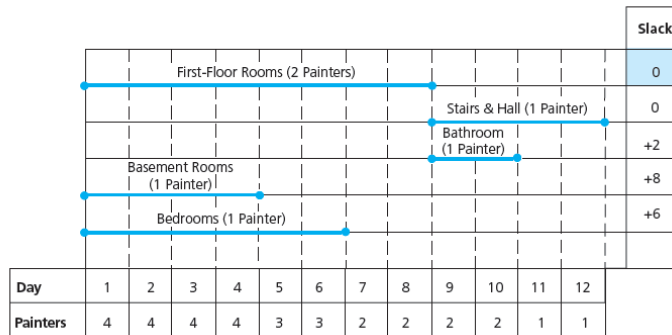 Slack
First-Floor Rooms (2 Painters)
0
Stairs & Hall (1 Painter)
0
Bathroom
(1 Painter)
+2
Basement Rooms
(1 Painter)
+8
Bedrooms (1 Painter)
+6
Day 1 2 3 4 5 6 7 8 9 10 11 12
Painters 4 4 4 4 3 3 2 2 2 2 1 1